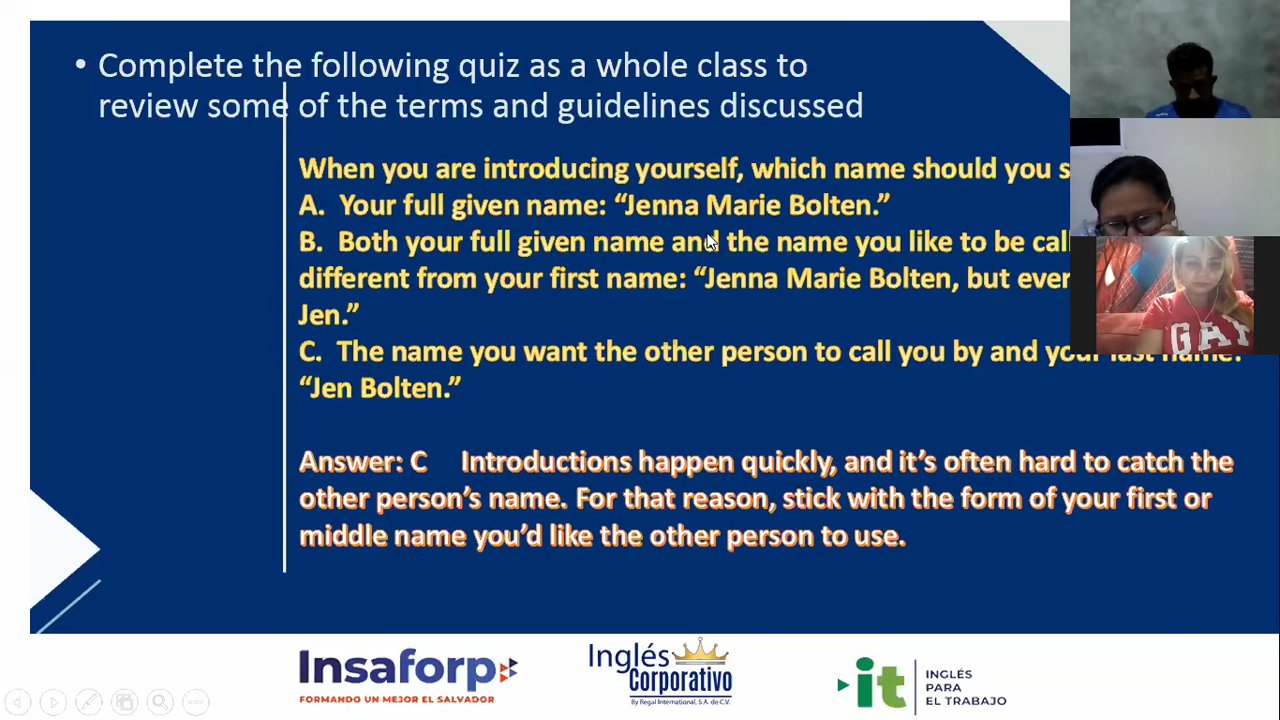 • Complete the following quiz as a whole class to
review some of the terms and guidelines discussed
When you are introducing yourself, which name should you
A. Your full given name: “Jenna Marie Bolten.”
B. Both your full given name and the name you like to be
different from your first name: “Jenna Marie Bolten, but
Jen.”
C. The name you want the other person to call you by and your last name:
“Jen Bolten.”
Answer: C Introductions happen quickly, and it’s often hard to catch the
other person’s name. For that reason, stick with the form of your first or
middle name you’d like the other person to use.
GAP
Insaforp
FORMANDO UN MEJOR EL SALVADOR
Inglés
Corporativo
By Regal International, S.A. de C.V.
it
INGLÉS
PARA
EL TRABAJO